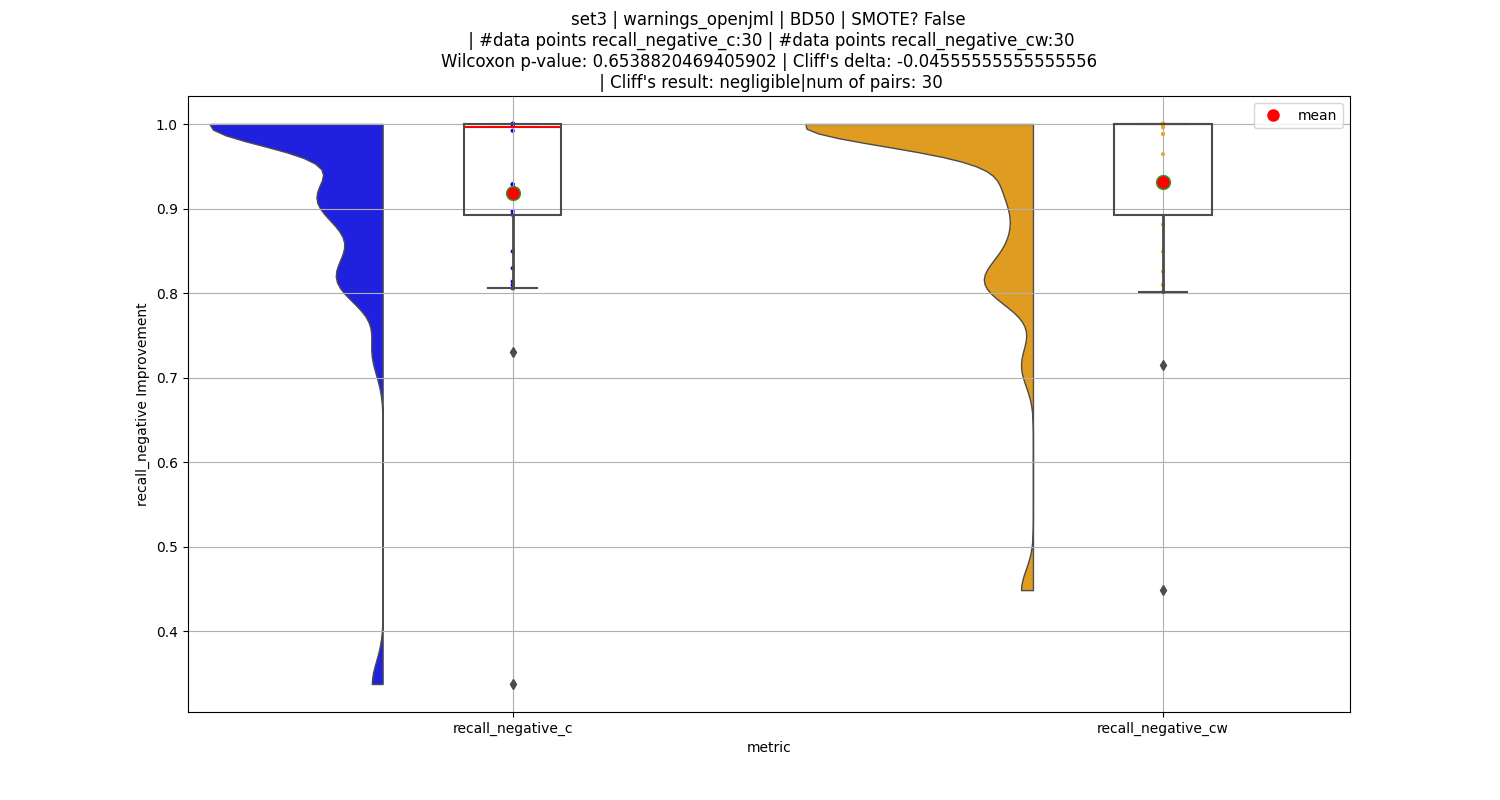 set3 | warnings_openjml | BD50 | SMOTE? False
| #data points recall_negative_c:30 | #data points recall_negative_cw:30
Wilcoxon p-value: 0.6538820469405902 | Cliff's delta: -0.04555555555555556
| Cliff's result: negligible|num of pairs: 30
mean
1.0
0.9
0.8
0.7
0.6
0.5
0.4
recall_negative Improvement
recall_negative_c
recall_negative_cw
metric